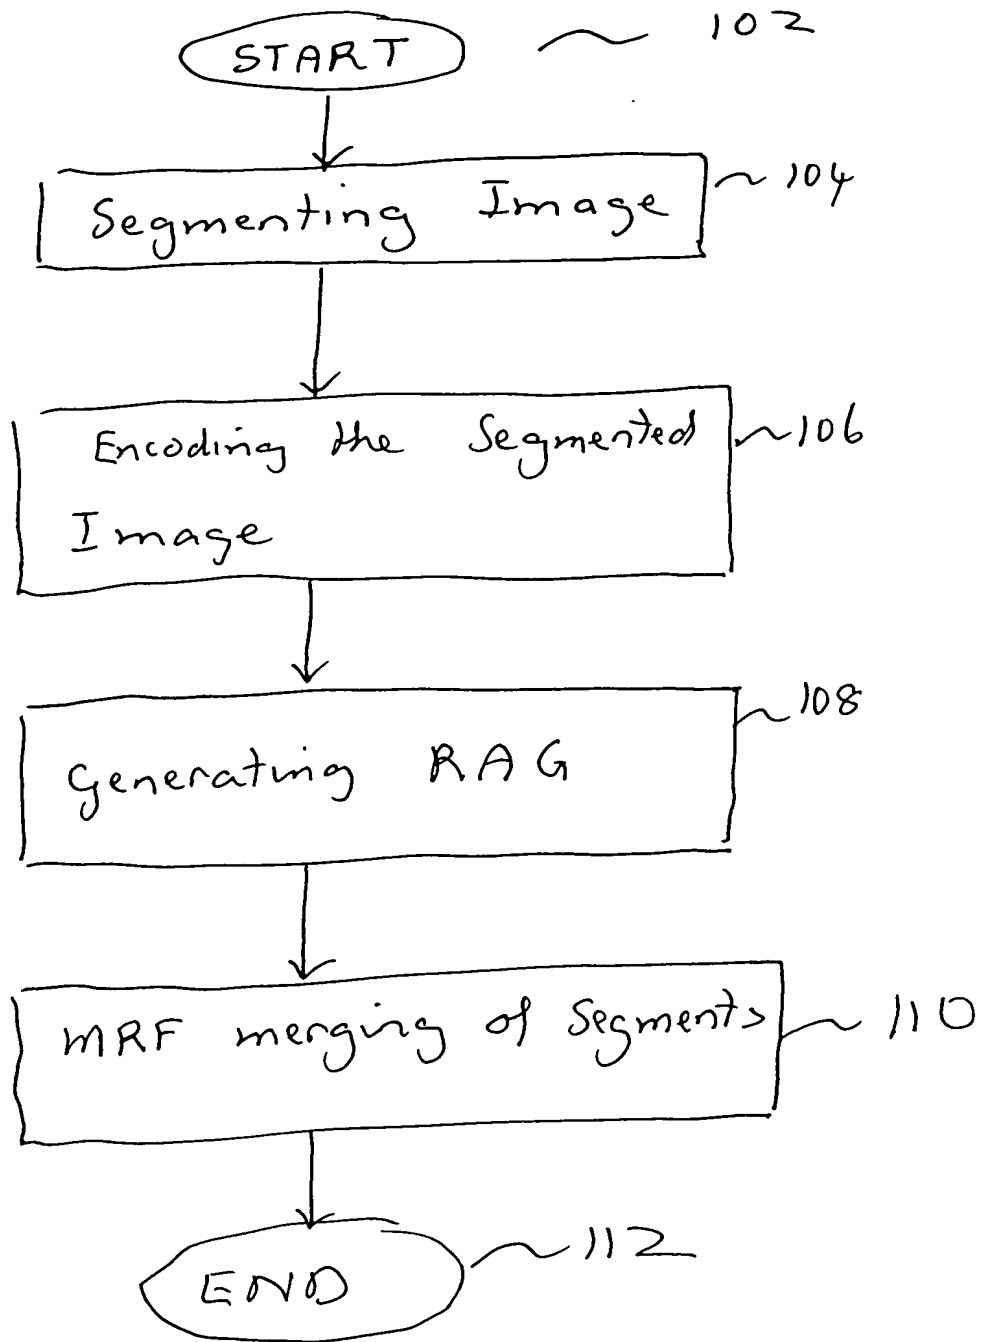 START 102
Segmenting Image 104
Encoding the Segmented 106
Image
Generating RAG 108
MRF merging of Segments 110
END 112